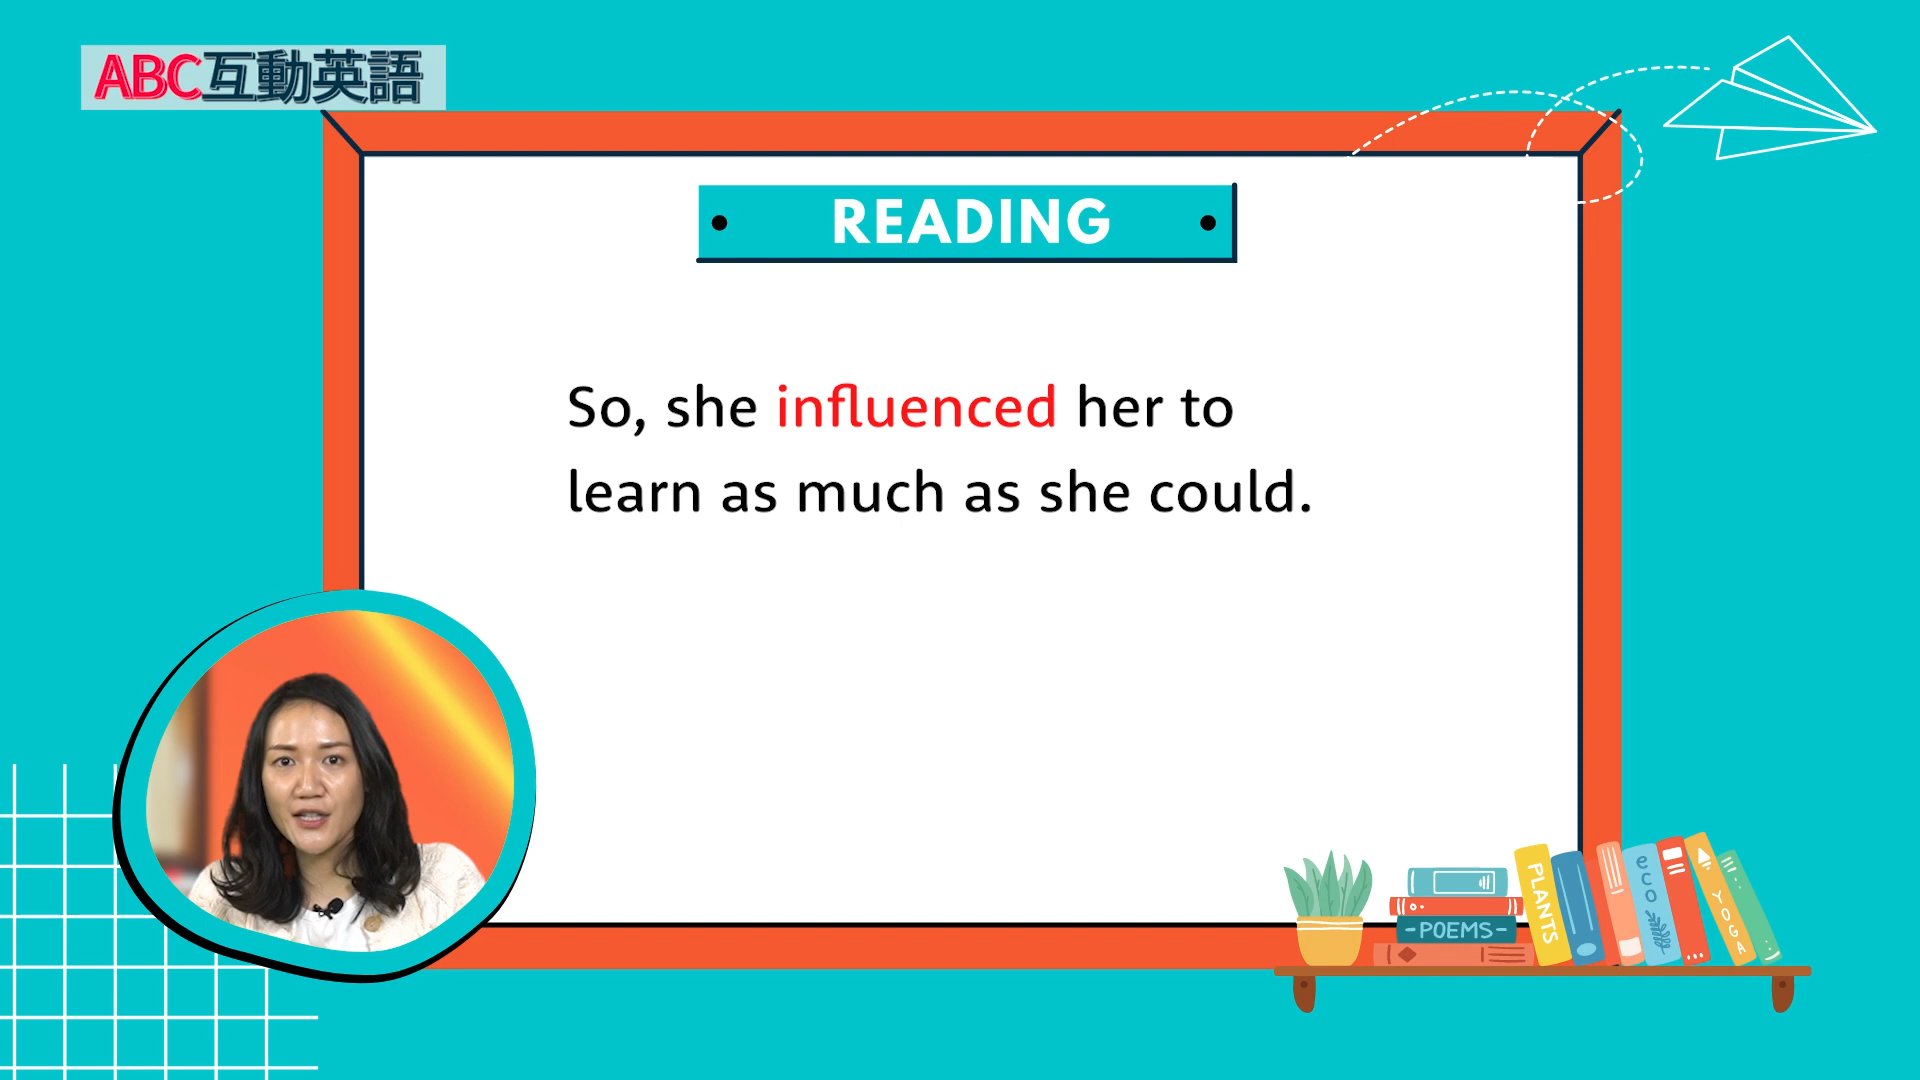 ABC互動英語
READING
So, she influenced her to
learn as much as she could.
POEMS
PLANTS
eco
YOGA